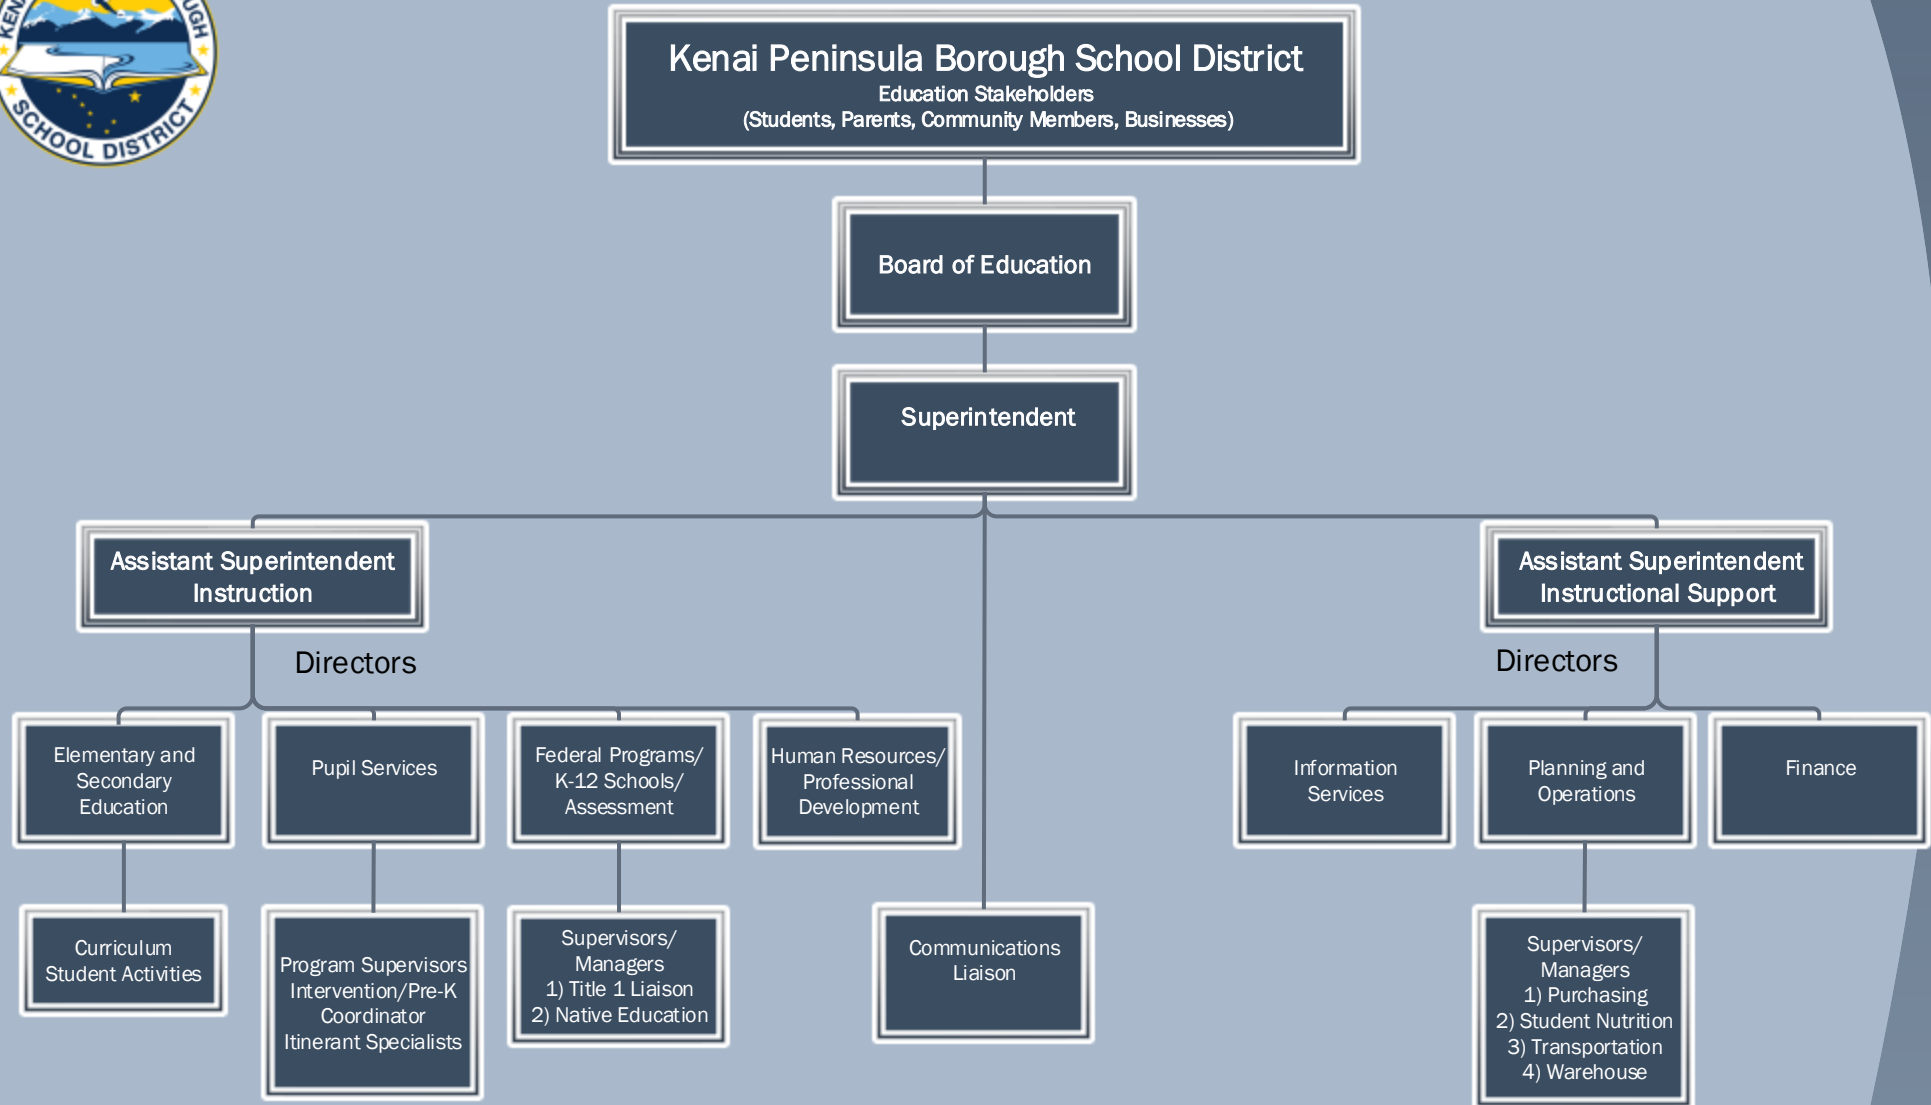 SCHOOL DISTRICT
Kenai Peninsula Borough School District
Education Stakeholders
(Students, Parents, Community Members, Businesses)
Board of Education
Superintendent
Assistant Superintendent
Instruction
Assistant Superintendent
Instructional Support
Directors
Directors
Elementary and
Secondary
Education
Pupil Services
Federal Programs/
K-12 Schools/
Assessment
Human Resources/
Professional
Development
Information
Services
Planning and
Operations
Finance
Curriculum
Student Activities
Program Supervisors
Intervention/Pre-K
Coordinator
Itinerant Specialists
Supervisors/
Managers
1) Title 1 Liaison
2) Native Education
Communications
Liaison
Supervisors/
Managers
1) Purchasing
2) Student Nutrition
3) Transportation
4) Warehouse